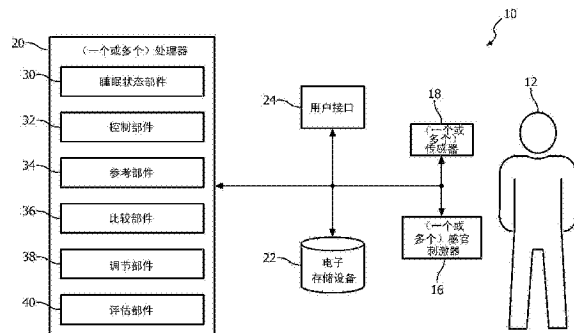 10
20
（一个或多个）处理器
30
睡眠状态部件
32
控制部件
34
参考部件
36
比较部件
38
调节部件
40
评估部件
24
用户接口
22
电子
存储设备
18
（一个或
多个）
传感器
（一个或
多个）感官
刺激器
16
12